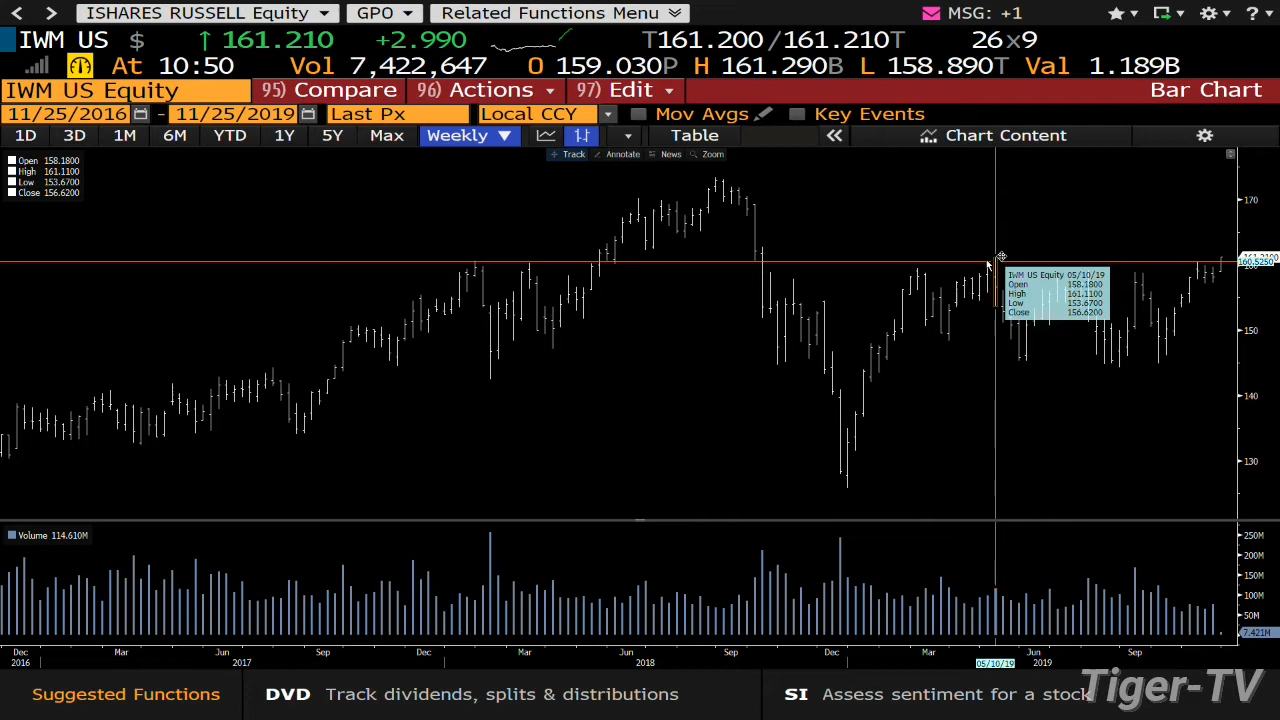 ISHARES RUSSELL Equity GPO Related Functions Menu MSG: +1 ?
IWM US $ ↑ 161.210 +2.990 T161.200/161.210T 26x9
At 10:50 Vol 7,422,647 O 159.030P H 161.290B L 158.890T Val 1.189B
IWM US Equity 95) Compare 96) Actions 97) Edit Bar Chart
11/25/2016 - 11/25/2019 Last Px Local CCY Mov Avgs Key Events
1D 3D 1M 6M YTD 1Y 5Y Max Weekly ▼ Table Chart Content
Track Annotate News Zoom
Open 158.1800
High 161.1100
Low 153.6700
Close 156.6200
170
160.5250
150
140
130
IWM US Equity 05/10/19
Open 158.1800
High 161.1100
Low 153.6700
Close 156.6200
Volume 114.610M
250M
200M
150M
100M
50M
7.421M
Dec Mar Jun Sep Dec Mar Jun Sep Dec Mar Jun Sep
2016 2017 2018 05/10/19 2019
Suggested Functions DVD Track dividends, splits & distributions SI Assess sentiment for a stock
Tiger-TV